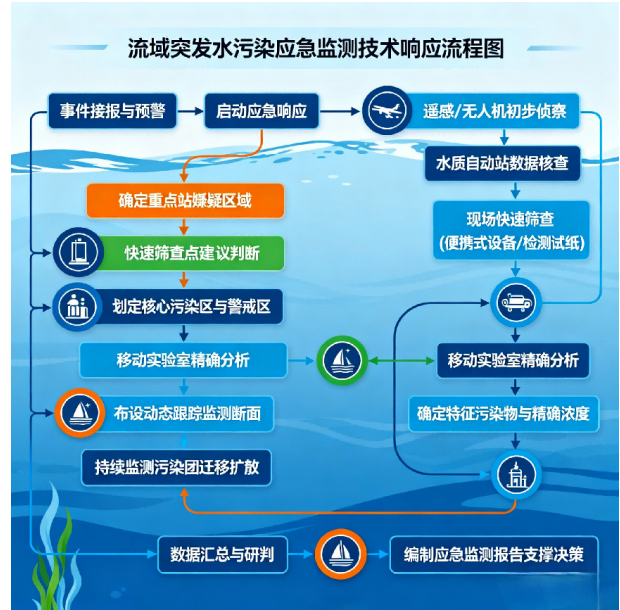 流域突发水污染应急监测技术响应流程图
事件接报与预警
启动应急响应
遥感/无人机初步侦察
水质自动站数据核查
确定重点站嫌疑区域
现场快速筛查
(便携式设备/检测试纸)
快速筛查点建议判断
划定核心污染区与警戒区
移动实验室精确分析
移动实验室精确分析
布设动态跟踪监测断面
确定特征污染物与精确浓度
持续监测污染团迁移扩散
数据汇总与研判
编制应急监测报告支撑决策